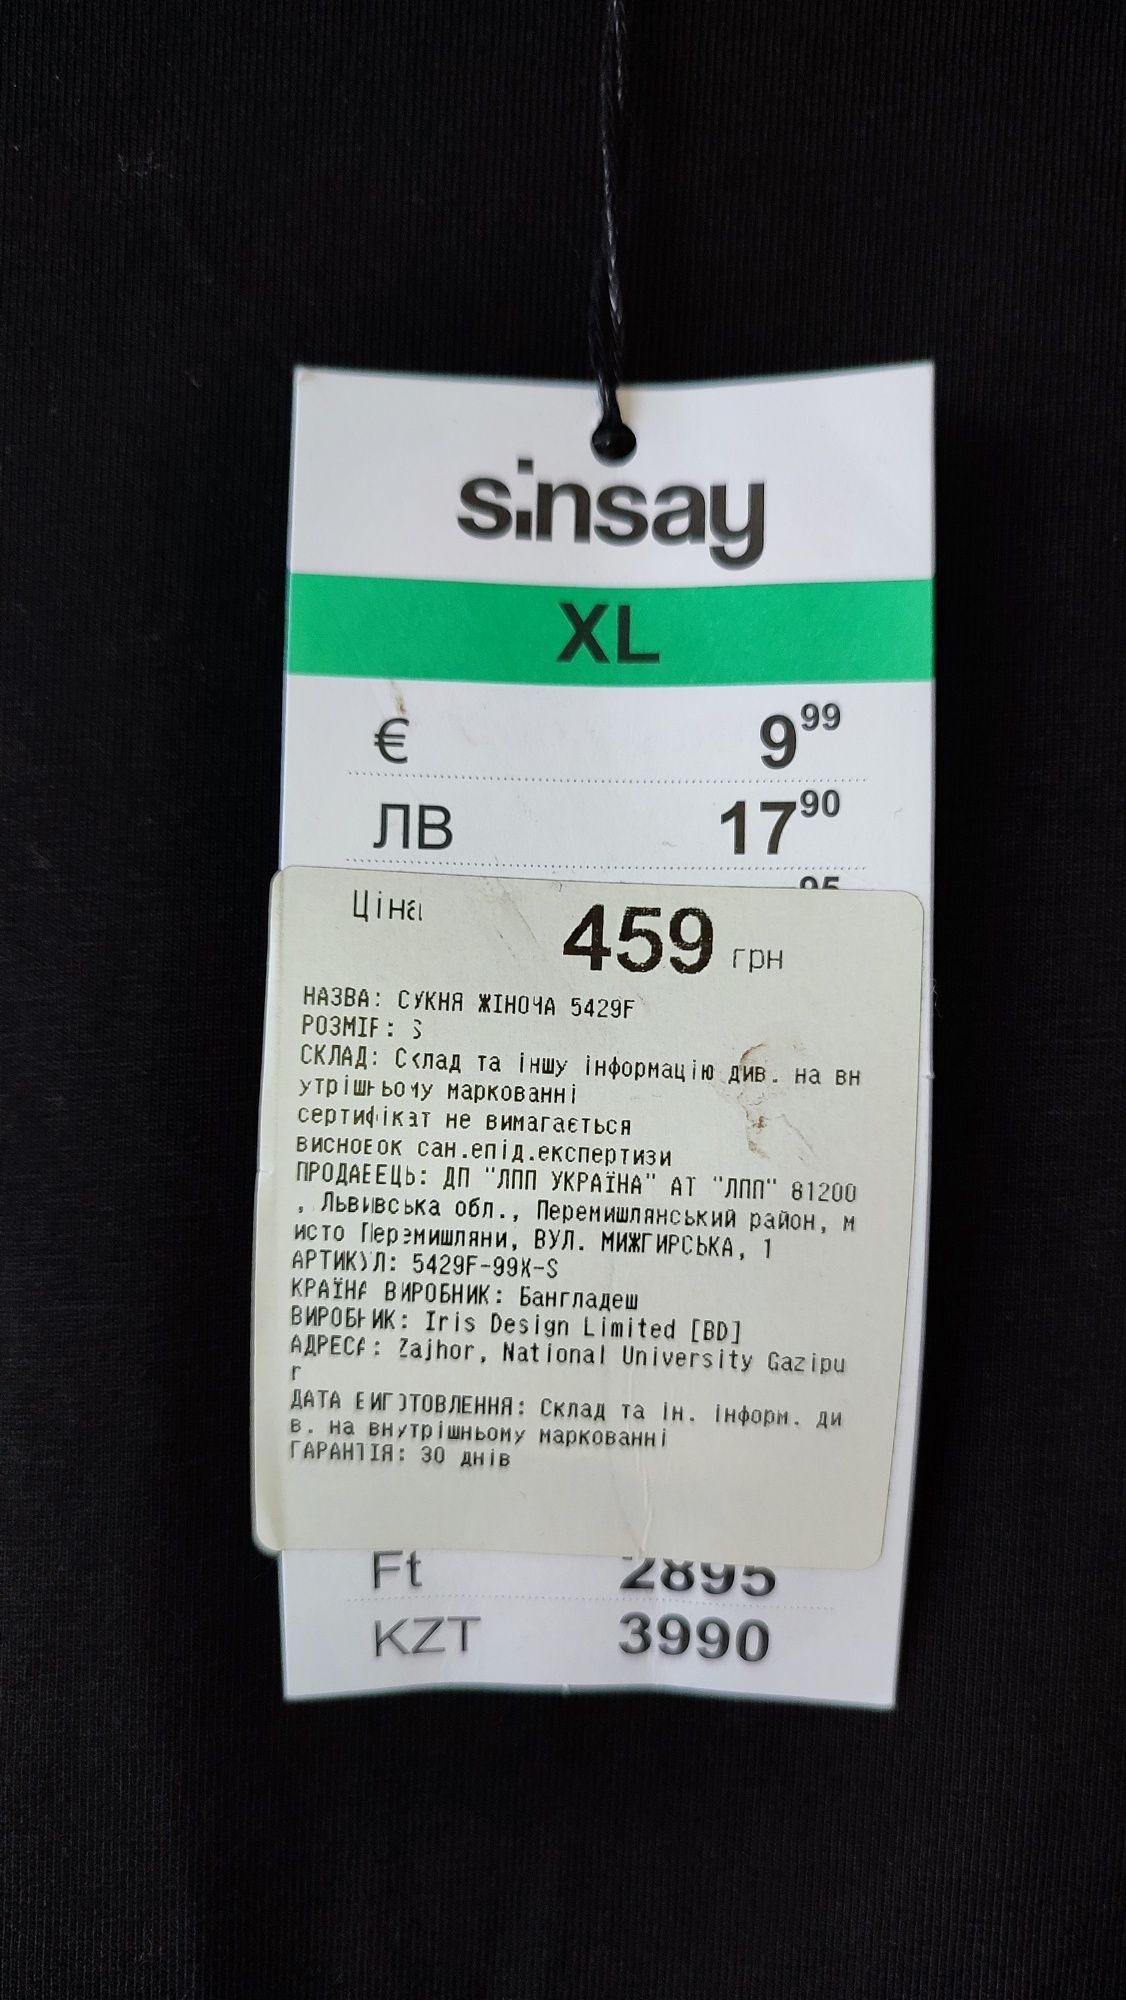 sinsay
XL
€ 9 99
ЛВ 17 90
95
Ціна 459 грн
НАЗВА: СУКНЯ ЖІНОЧА 5429F
РОЗМІР: S
СКЛАД: Склад та іншу інформацію див. на вн
утрішньому маркованні
сертифікат не вимагається
висновок сан.епід.експертизи
ПРОДАВЕЦЬ: ДП "ЛПП УКРАЇНА" АТ "ЛПП" 81200
, Львивська обл., Перемишлянський район, м
исто Перемишляни, ВУЛ. МИЖГИРСЬКА, 1
АРТИКУЛ: 5429F-99X-S
КРАЇНА ВИРОБНИК: Бангладеш
ВИРОБНИК: Iris Design Limited [BD]
АДРЕСА: Zajhor, National University Gazipu
r
ДАТА ВИГОТОВЛЕННЯ: Склад та ін. інформ. ди
в. на внутрішньому маркованні
ГАРАНТІЯ: 30 днів
Ft 2895
KZT 3990